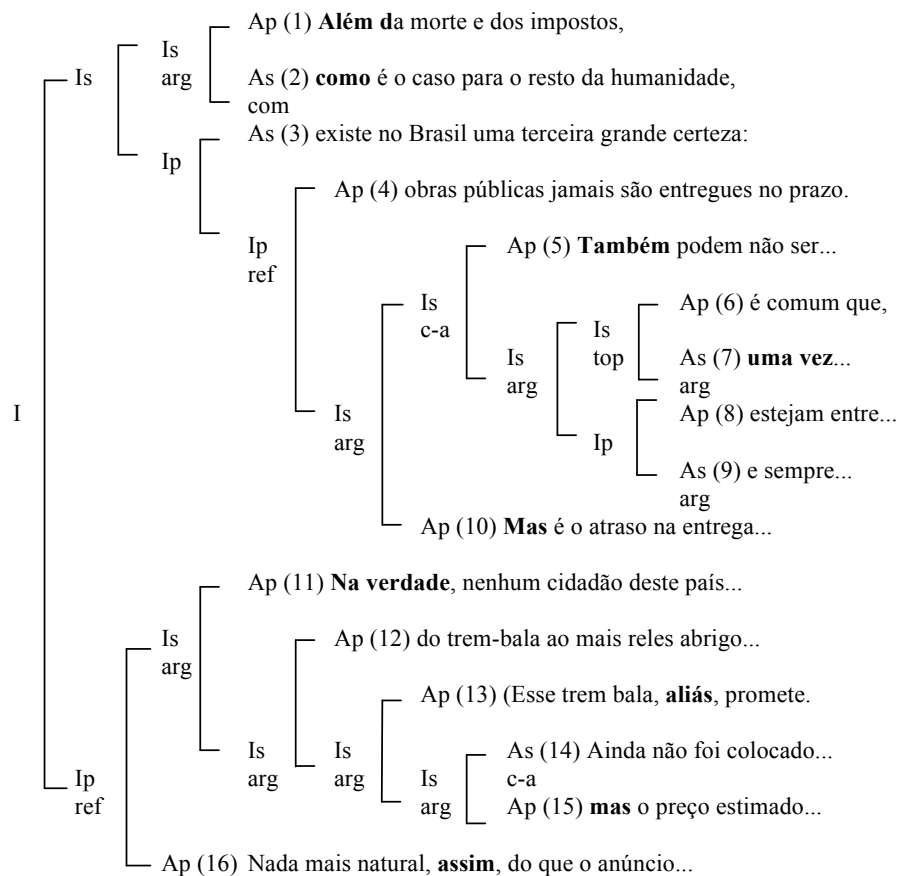 Ap (1) Além da morte e dos impostos,
Is
arg
Is
As (2) como é o caso para o resto da humanidade,
com
As (3) existe no Brasil uma terceira grande certeza:
Ip
Ap (4) obras públicas jamais são entregues no prazo.
Ip
ref
Ap (5) Também podem não ser...
Is
c-a
Ap (6) é comum que,
Is
top
Is
arg
As (7) uma vez...
arg
I
Is
arg
Ap (8) estejam entre...
Ip
As (9) e sempre...
arg
Ap (10) Mas é o atraso na entrega...
Ap (11) Na verdade, nenhum cidadão deste país...
Is
arg
Ap (12) do trem-bala ao mais reles abrigo...
Ap (13) (Esse trem bala, aliás, promete.
Is
arg
Is
arg
As (14) Ainda não foi colocado...
c-a
Is
arg
Ip
ref
Ap (15) mas o preço estimado...
Ap (16) Nada mais natural, assim, do que o anúncio...